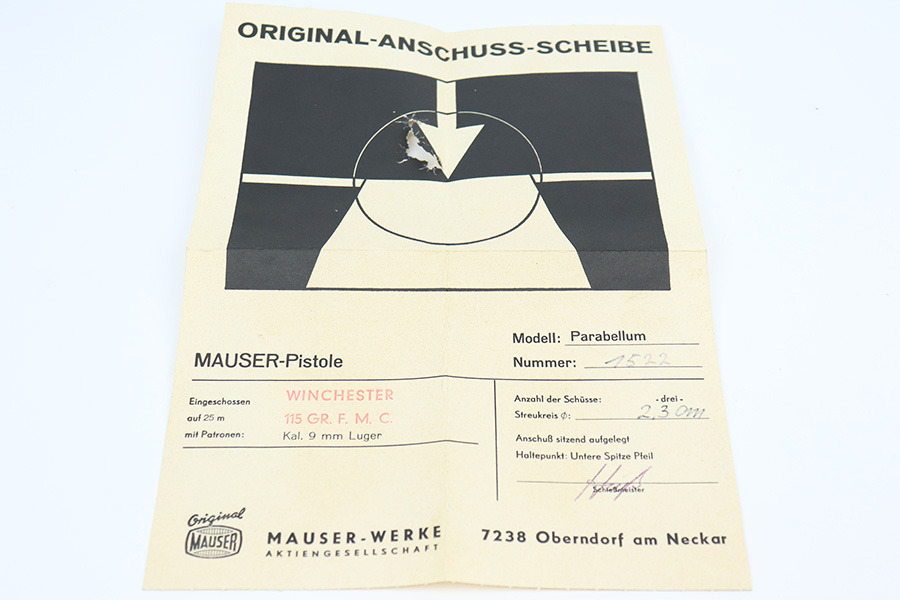 ORIGINAL-ANSCHUSS-SCHEIBE
MAUSER-Pistole
Modell: Parabellum
Nummer: 1522
Eingeschossen
auf 25 m
mit Patronen:
WINCHESTER
115 GR. F. M. C.
Kal. 9 mm Luger
Anzahl der Schüsse: - drei -
Streukreis ϕ: 2,3 cm
Anschuß sitzend aufgelegt
Haltepunkt: Untere Spitze Pfeil
Schießmeister
Original
MAUSER
MAUSER-WERKE
AKTIENGESELLSCHAFT
7238 Oberndorf am Neckar